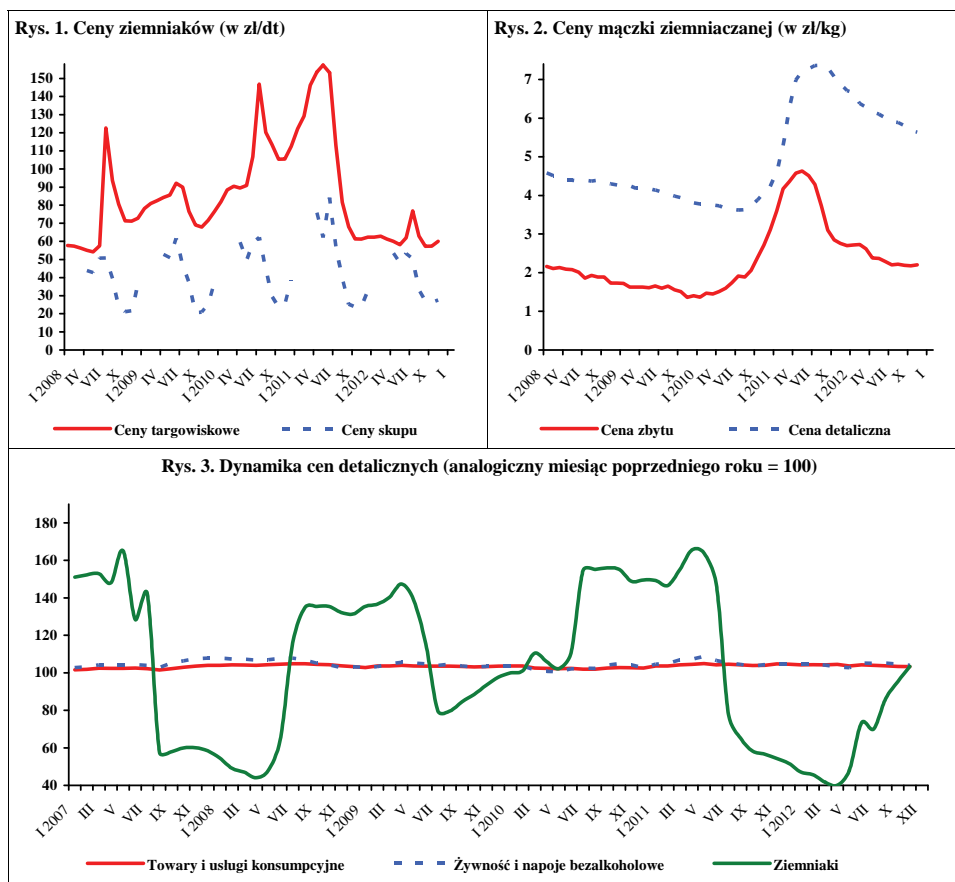 Rys. 1. Ceny ziemniaków (w zł/dt)
150
140
130
120
110
100
90
80
70
60
50
40
30
20
10
0
I 2008
IV
VII
X
I 2009
IV
VII
X
I 2010
IV
VII
X
I 2011
IV
VII
X
I 2012
IV
VII
X
I
Ceny targowiskowe
Ceny skupu
Rys. 2. Ceny mączki ziemniaczanej (w zł/kg)
7
6
5
4
3
2
1
0
I 2008
IV
VII
X
I 2009
IV
VII
X
I 2010
IV
VII
X
I 2011
IV
VII
X
I 2012
IV
VII
X
I
Cena zbytu
Cena detaliczna
Rys. 3. Dynamika cen detalicznych (analogiczny miesiąc poprzedniego roku = 100)
180
160
140
120
100
80
60
40
I 2007
III
V
VII
IX
XI
I 2008
III
V
VII
IX
XI
I 2009
III
V
VII
IX
XI
I 2010
III
V
VII
IX
XI
I 2011
III
V
VII
IX
XI
I 2012
III
V
VII
X
XII
Towary i usługi konsumpcyjne
Żywność i napoje bezalkoholowe
Ziemniaki